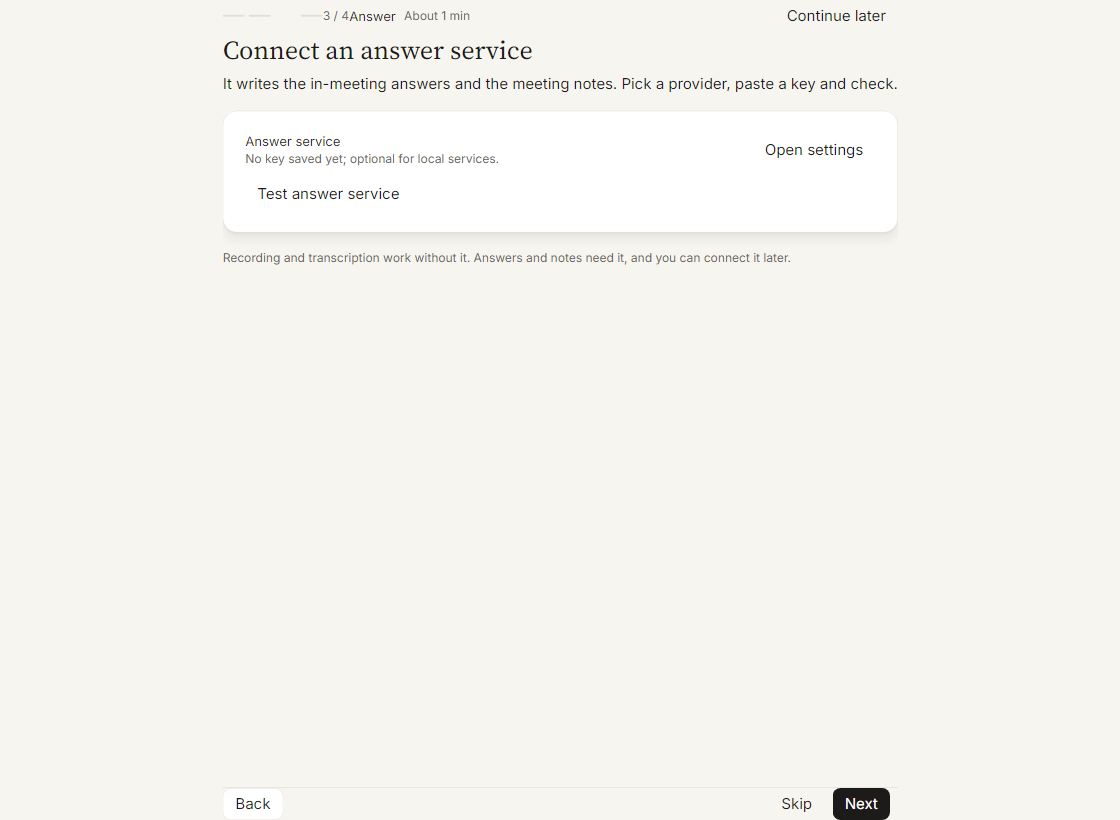 3 / 4 Answer About 1 min Continue later
Connect an answer service
It writes the in-meeting answers and the meeting notes. Pick a provider, paste a key and check.
Answer service
No key saved yet; optional for local services.
Open settings
Test answer service
Recording and transcription work without it. Answers and notes need it, and you can connect it later.
Back Skip Next